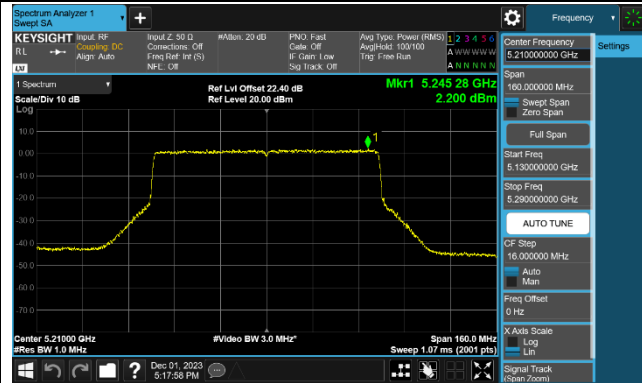 Spectrum Analyzer 1
Swept SA
Frequency
KEYSIGHT
RL
LXI
Input: RF
Coupling: DC
Align: Auto
Input Z: 50 Ω
Corrections: Off
Freq Ref: Int (S)
NFE: Off
#Atten: 20 dB
PNO: Fast
Gate: Off
IF Gain: Low
Sig Track: Off
Avg Type: Power (RMS)
Avg|Hold: 100/100
Trig: Free Run
1 2 3 4 5 6
A W W W W W
A N N N N N
1 Spectrum
Scale/Div 10 dB
Log
Ref Lvl Offset 22.40 dB
Ref Level 20.00 dBm
Mkr1 5.245 28 GHz
2.200 dBm
1
10.0
0.00
-10.0
-20.0
-30.0
-40.0
-50.0
-60.0
-70.0
Center 5.21000 GHz
#Res BW 1.0 MHz
#Video BW 3.0 MHz*
Span 160.0 MHz
Sweep 1.07 ms (2001 pts)
Dec 01, 2023
5:17:58 PM
Center Frequency
5.210000000 GHz
Span
160.000000 MHz
Swept Span
Zero Span
Full Span
Start Freq
5.130000000 GHz
Stop Freq
5.290000000 GHz
AUTO TUNE
CF Step
16.000000 MHz
Auto
Man
Freq Offset
0 Hz
X Axis Scale
Log
Lin
Signal Track
(Span Zoom)
Settings